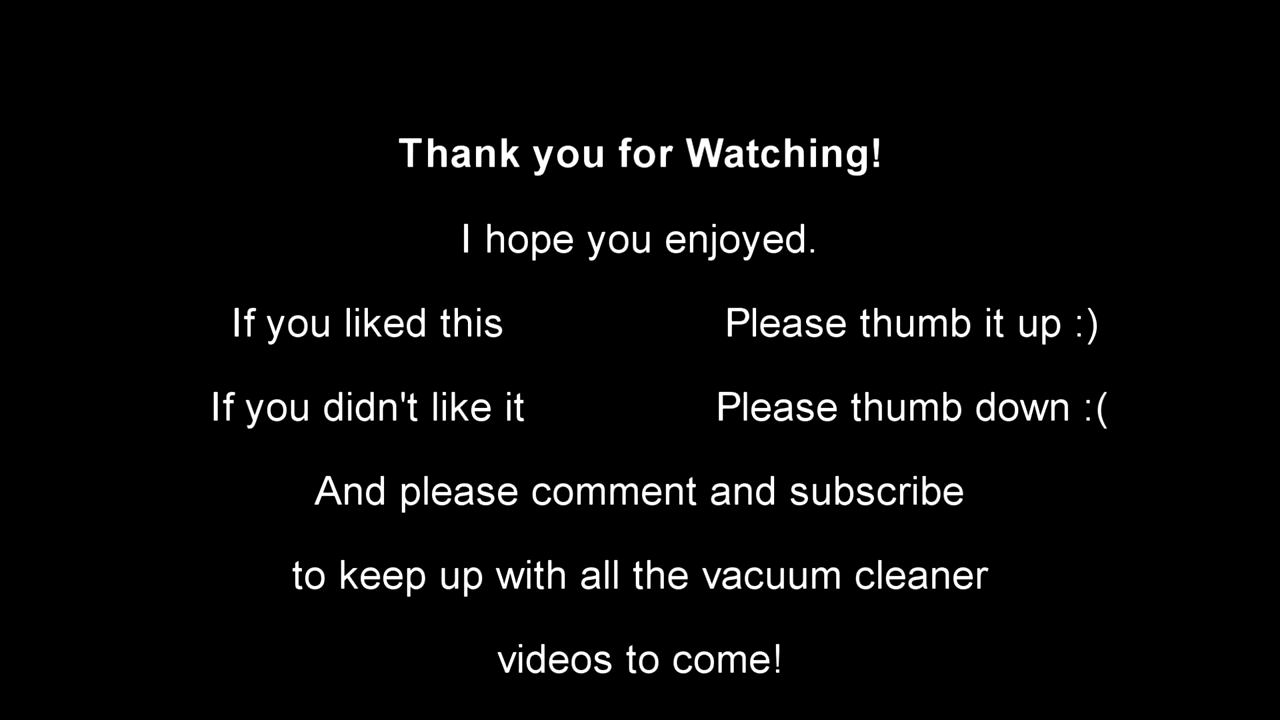 Thank you for Watching!
I hope you enjoyed.
If you liked this Please thumb it up :)
If you didn't like it Please thumb down :(
And please comment and subscribe
to keep up with all the vacuum cleaner
videos to come!